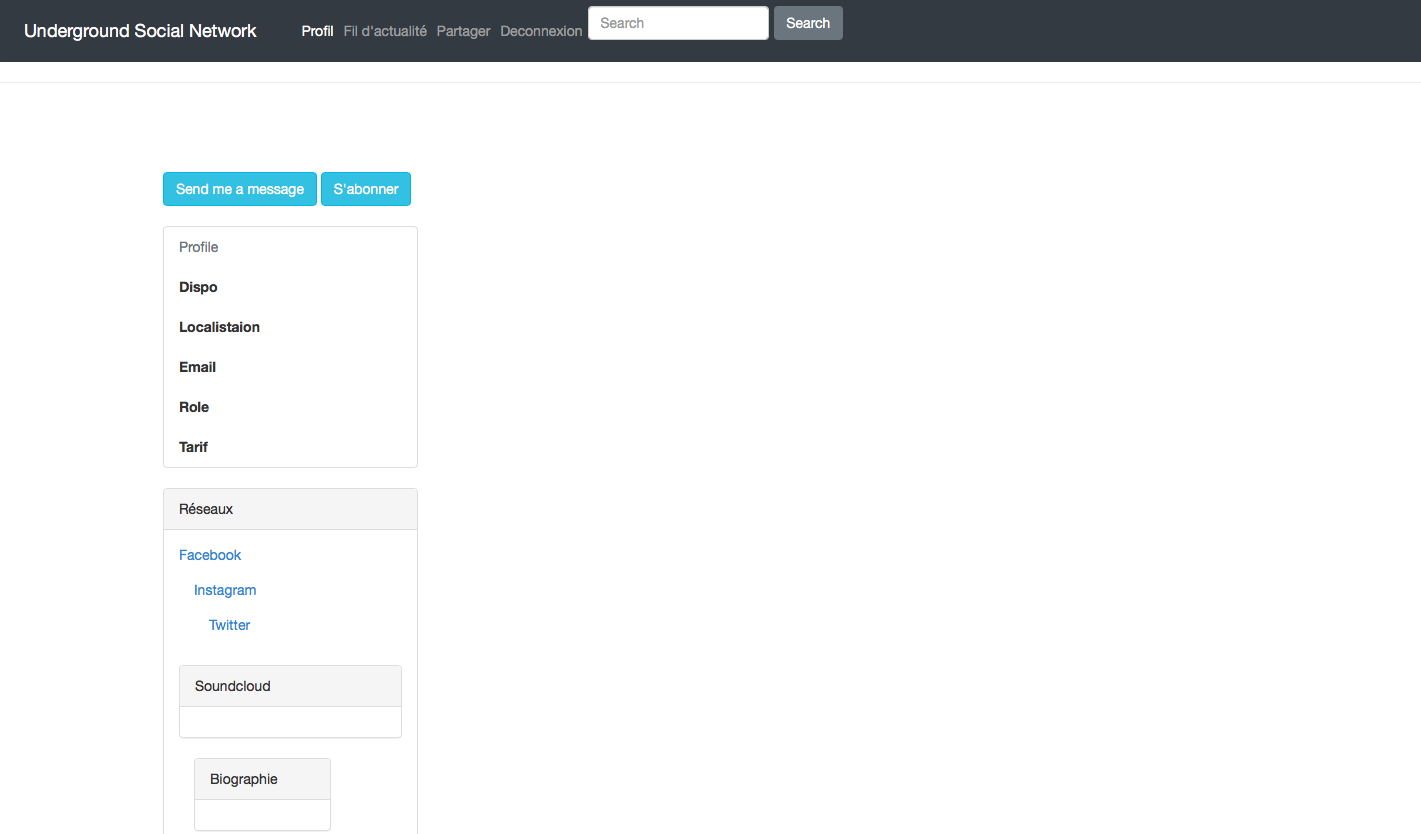 Underground Social Network Profil Fil d'actualité Partager Deconnexion Search Search
Send me a message S'abonner
Profile
Dispo
Localistaion
Email
Role
Tarif
Réseaux
Facebook
Instagram
Twitter
Soundcloud
Biographie